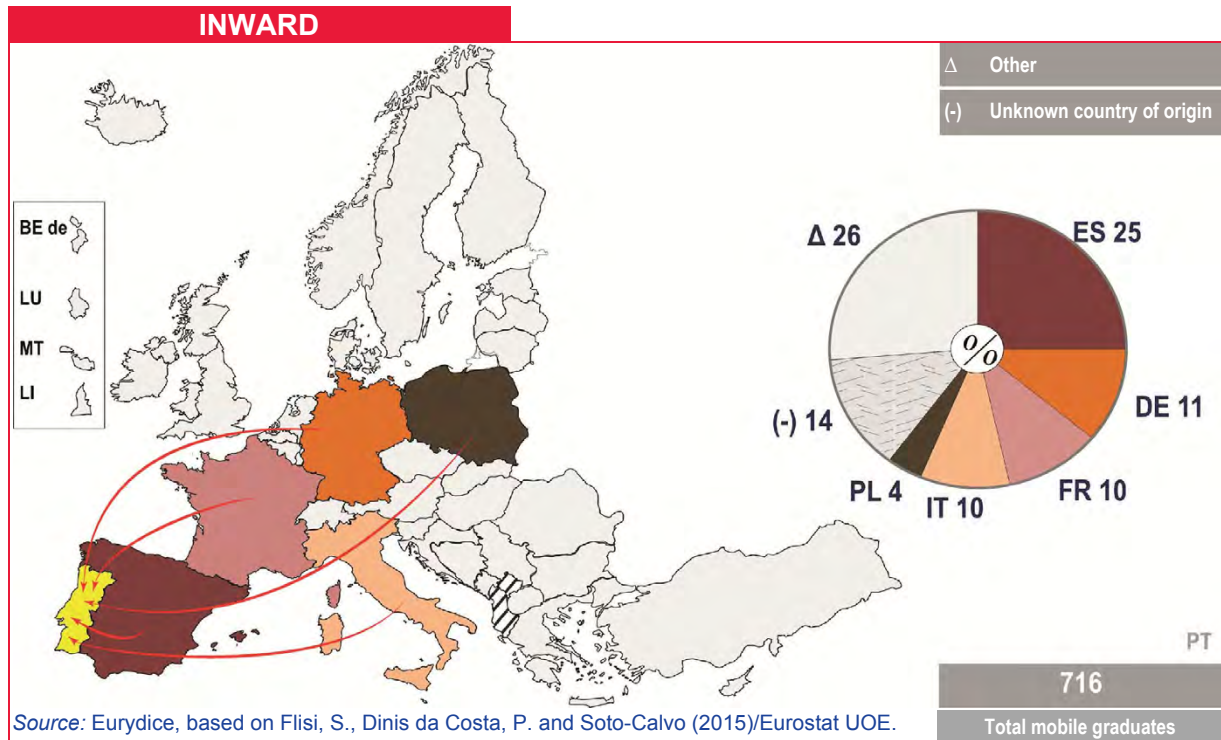 INWARD
Δ Other
(-) Unknown country of origin
BE de
LU
MT
LI
Δ 26
ES 25
%
DE 11
(-) 14
PL 4
IT 10
FR 10
PT
716
Total mobile graduates
Source: Eurydice, based on Flisi, S., Dinis da Costa, P. and Soto-Calvo (2015)/Eurostat UOE.